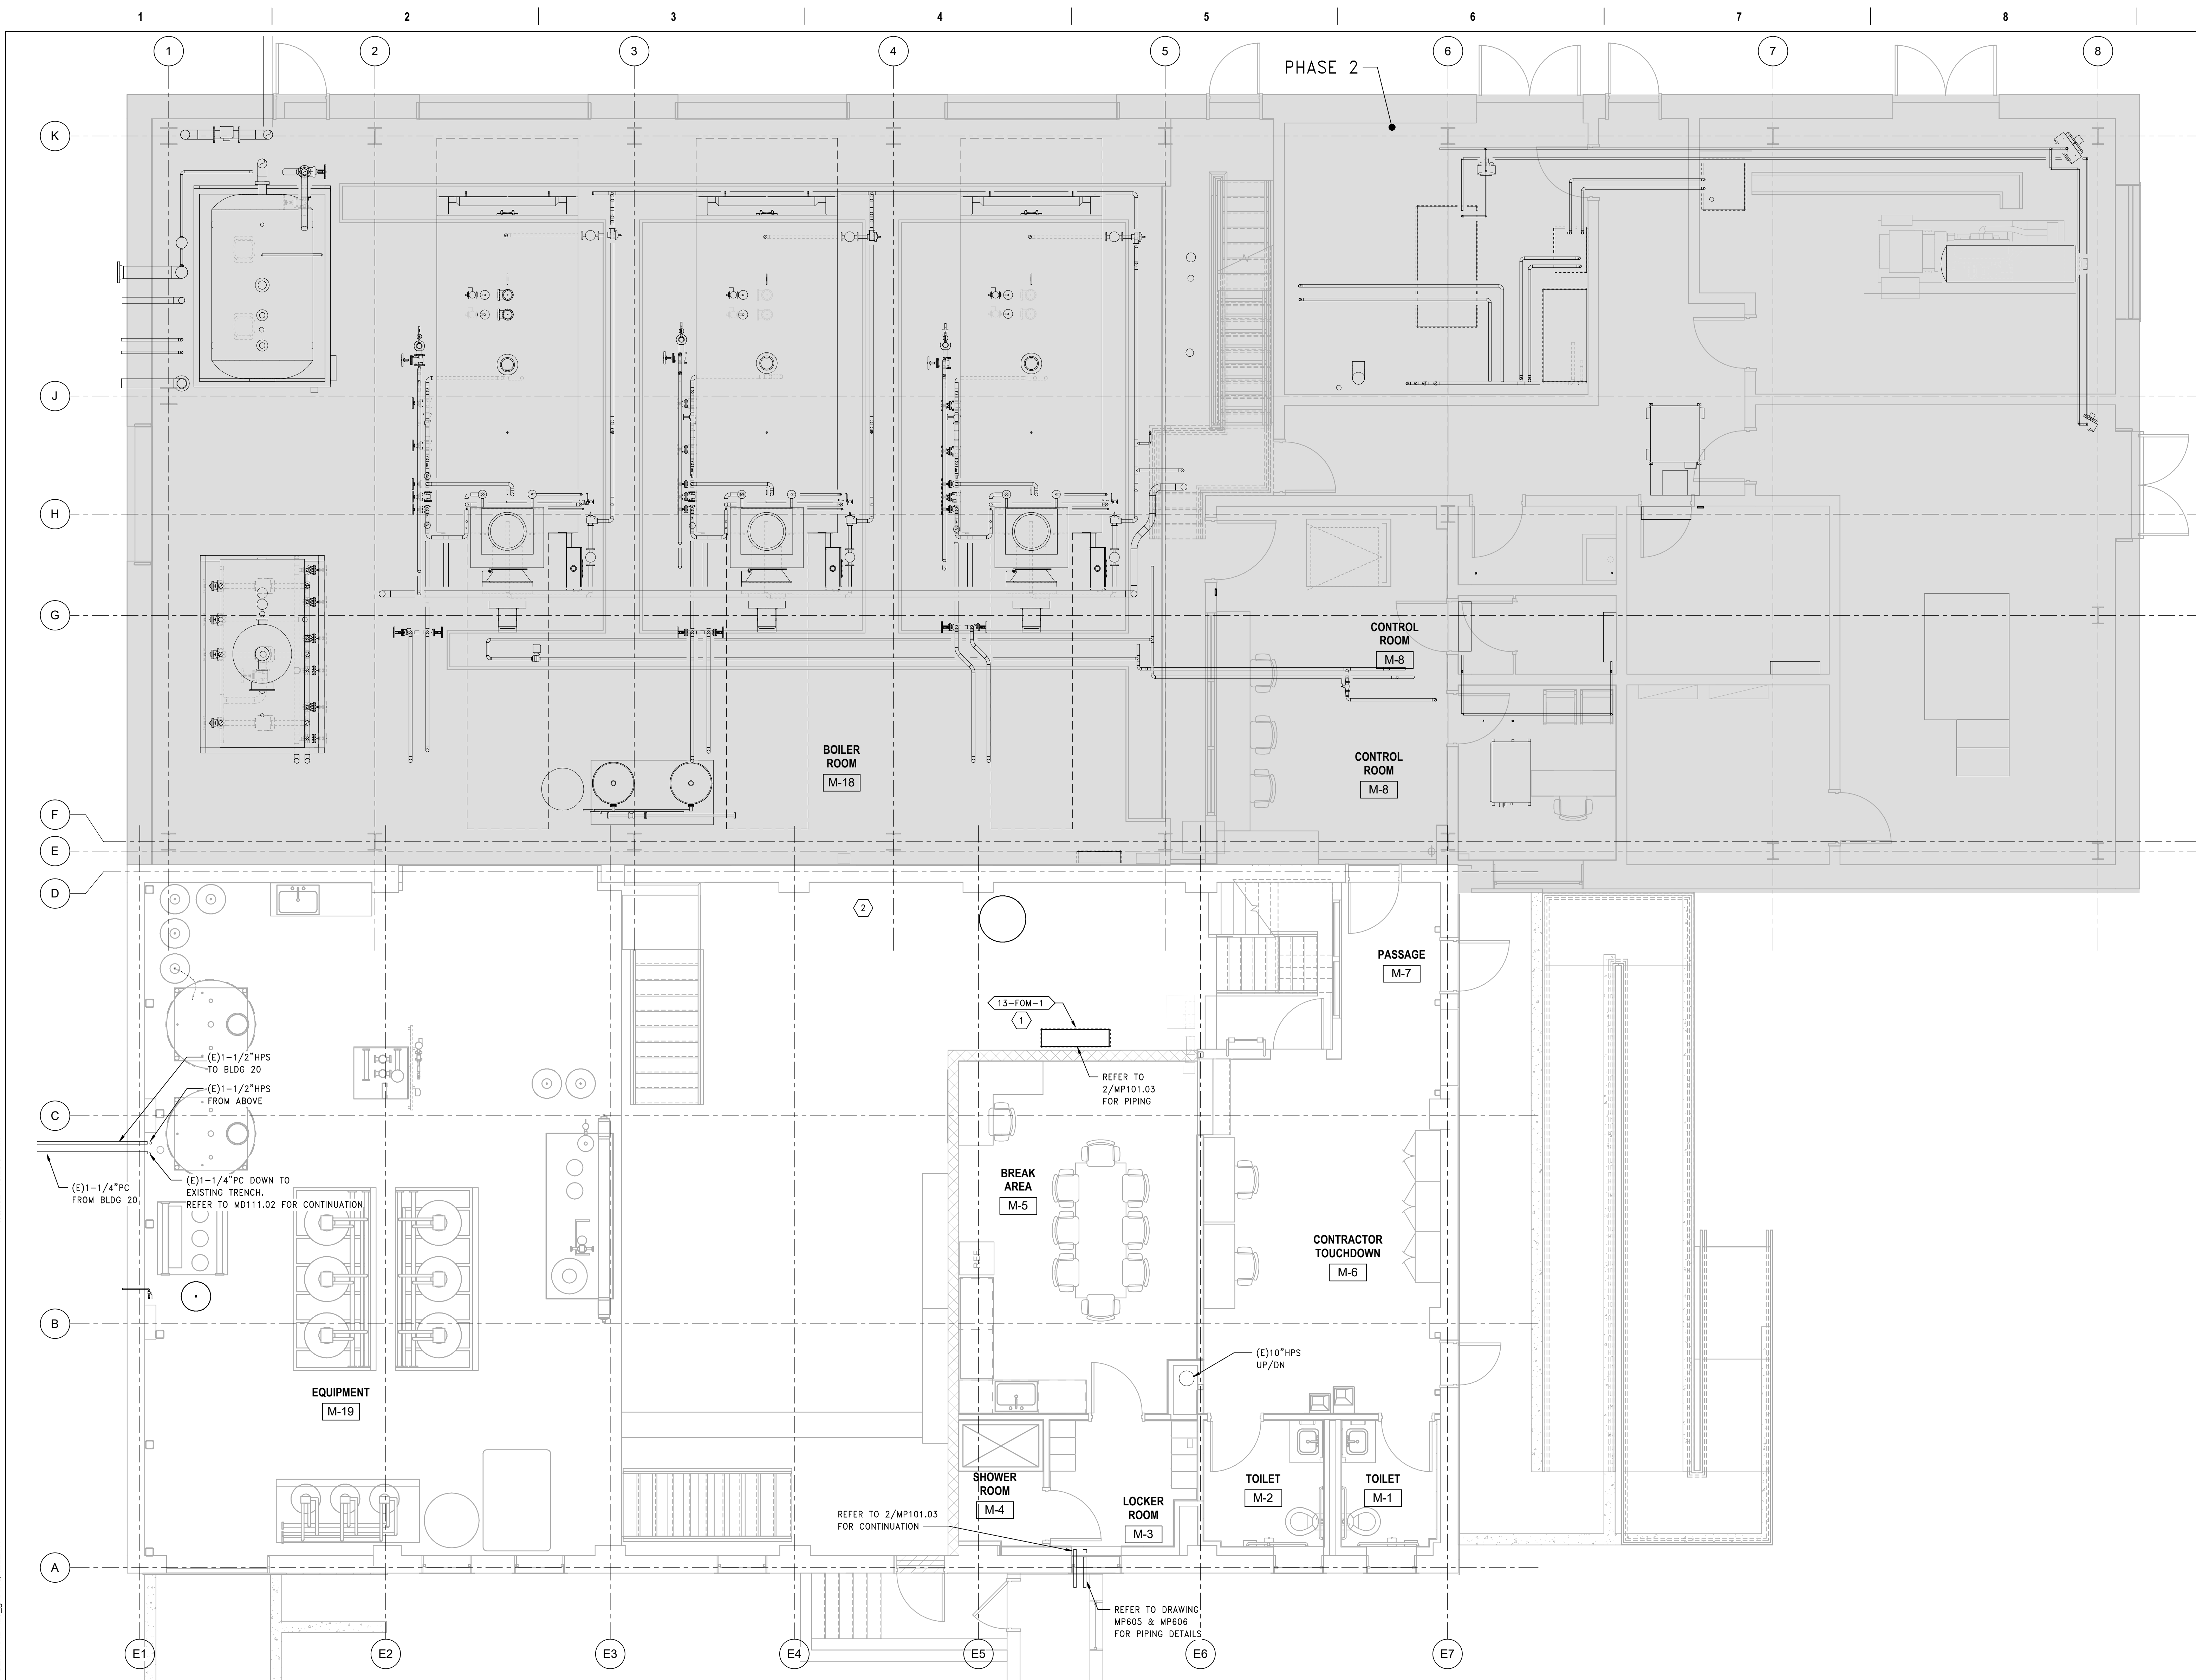 1 2 3 4 5 6 7 8
1 2 3 4 5 6 7 8
PHASE 2
K
J
H
G
CONTROL
ROOM
M-8
BOILER
ROOM
M-18
CONTROL
ROOM
M-8
F
E
D
2
PASSAGE
M-7
13-FOM-1
1
(E)1-1/2"HPS
TO BLDG 20
REFER TO
2/MP101.03
FOR PIPING
(E)1-1/2"HPS
FROM ABOVE
C
(E)1-1/4"PC
FROM BLDG 20
(E)1-1/4"PC DOWN TO
EXISTING TRENCH.
REFER TO MD111.02 FOR CONTINUATION
BREAK
AREA
M-5
CONTRACTOR
TOUCHDOWN
M-6
B
(E)10"HPS
UP/DN
EQUIPMENT
M-19
SHOWER
ROOM
M-4
TOILET
M-2
TOILET
M-1
LOCKER
ROOM
M-3
REFER TO 2/MP101.03
FOR CONTINUATION
A
REFER TO DRAWING
MP605 & MP606
FOR PIPING DETAILS
E1 E2 E3 E4 E5 E6 E7